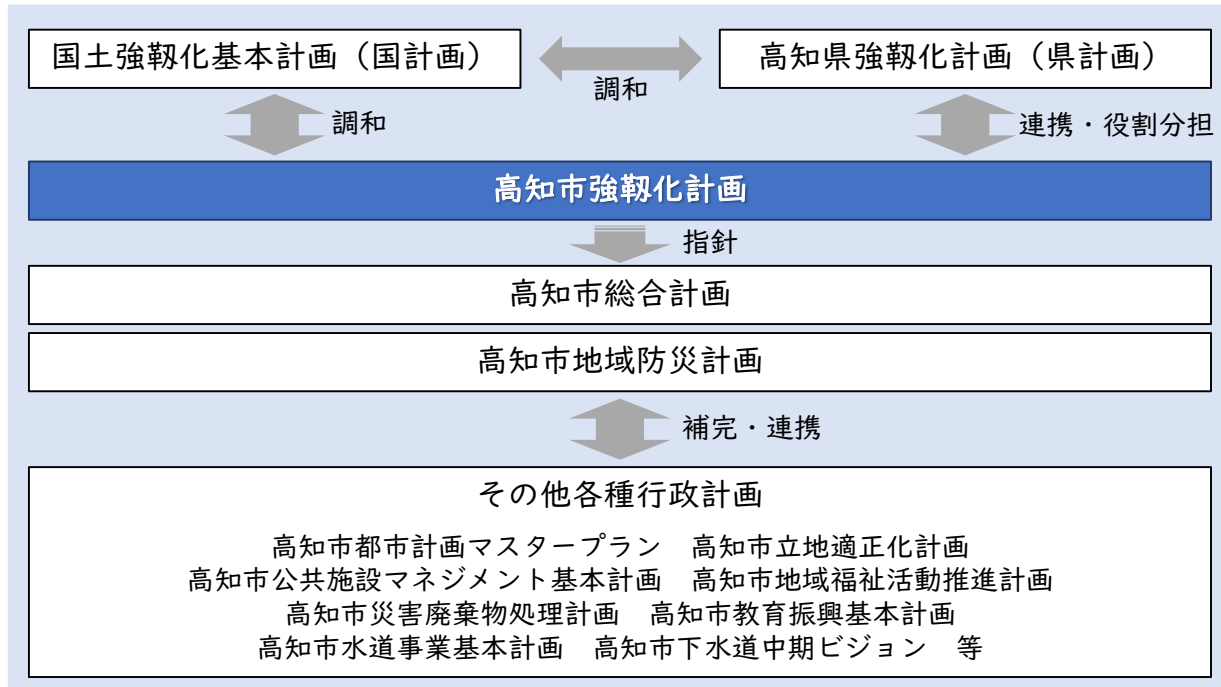 国土強靱化基本計画（国計画）
高知県強靱化計画（県計画）
調和
調和
連携・役割分担
高知市強靱化計画
指針
高知市総合計画
高知市地域防災計画
補完・連携
その他各種行政計画
高知市都市計画マスタープラン　高知市立地適正化計画
高知市公共施設マネジメント基本計画　高知市地域福祉活動推進計画
高知市災害廃棄物処理計画　高知市教育振興基本計画
高知市水道事業基本計画　高知市下水道中期ビジョン　等